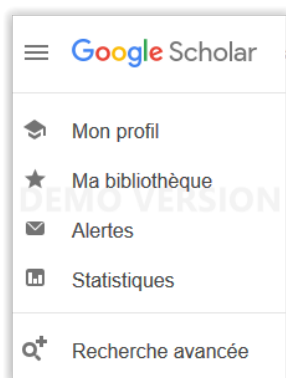 Google Scholar
Mon profil
Ma bibliothèque
DEMO VERSION
Alertes
Statistiques
Recherche avancée